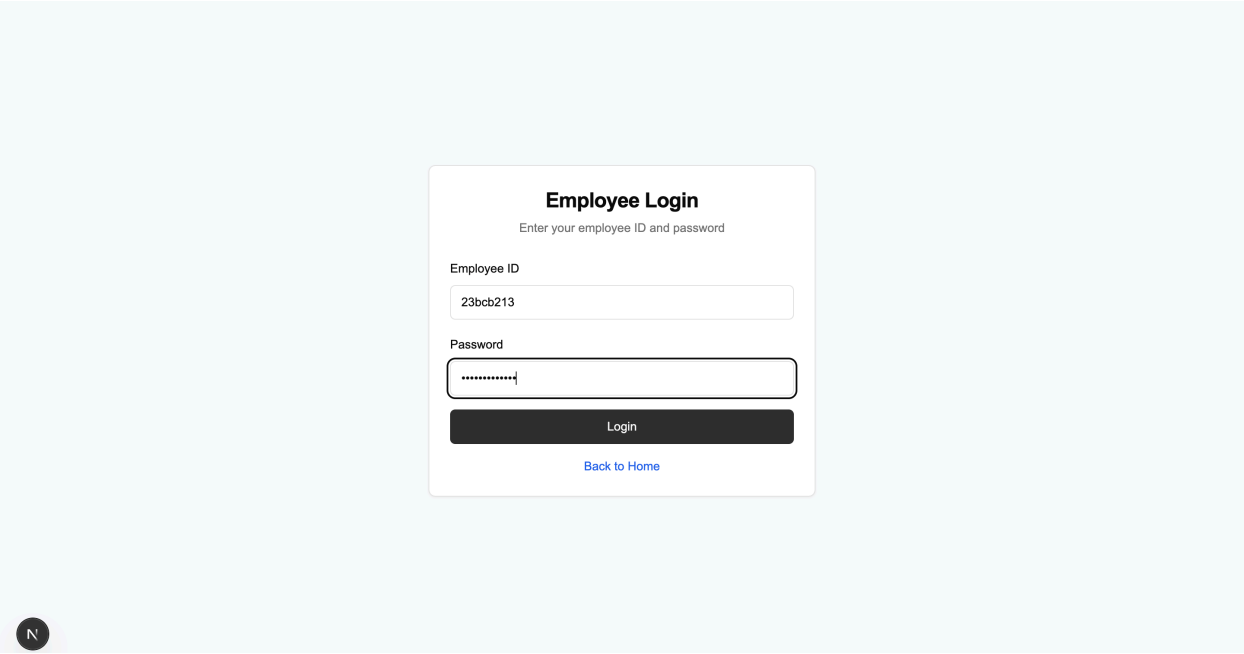 Employee Login
Enter your employee ID and password
Employee ID
23bcb213
Password
•••••••••••••
Login
Back to Home
N